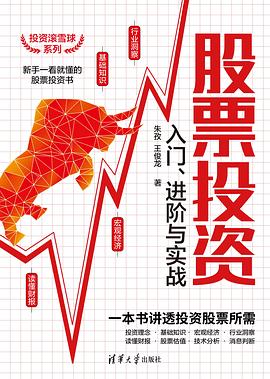 投资滚雪球
系列
新手一看就懂的
股票投资书
行业洞察
基础知识
宏观经济
读懂财报
股票投资
入门、进阶与实战
朱孜 王俊龙 著
一本书讲透投资股票所需
投资理念 · 基础知识 · 宏观经济 · 行业洞察
读懂财报 · 股票估值 · 技术分析 · 消息判断
清华大学出版社